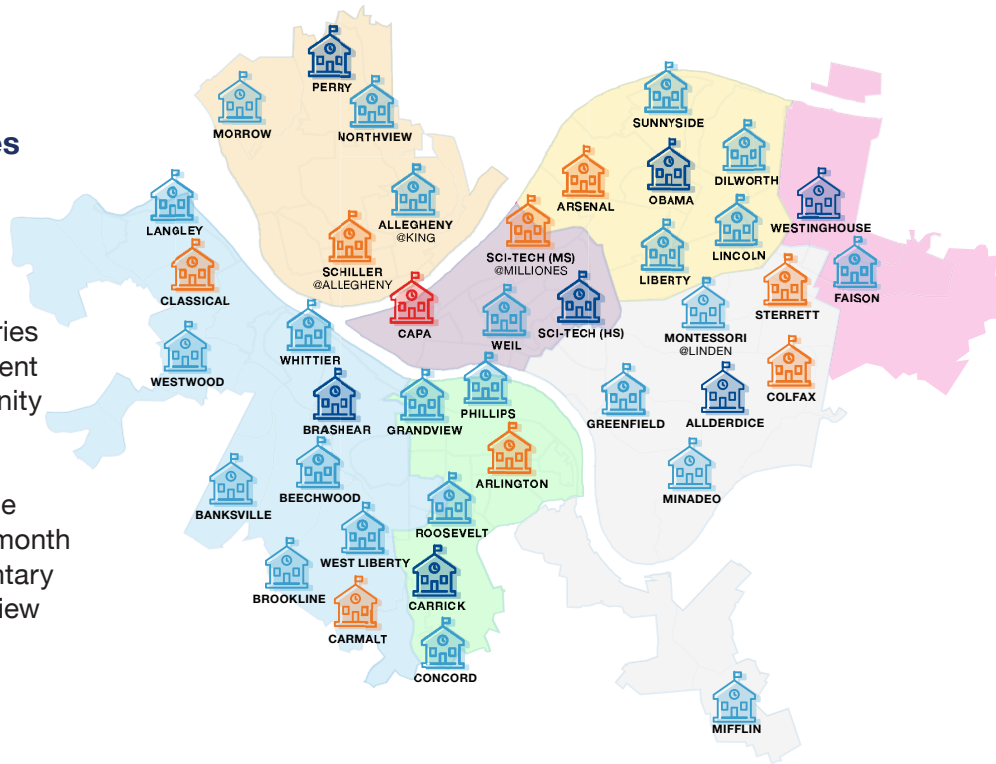 es
ries
ent
nity
e
month
ntary
iew
PERRY
MORROW
NORTHVIEW
ALLEGHENY
@KING
SCHILLER
@ALLEGHENY
LANGLEY
CLASSICAL
WESTWOOD
WHITTIER
BRASHEAR
BEECHWOOD
BANKSVILLE
WEST LIBERTY
BROOKLINE
CARMALT
GRANDVIEW
PHILLIPS
ARLINGTON
ROOSEVELT
CARRICK
CONCORD
CAPA
SCI-TECH (MS)
@MILLIONES
WEIL
SCI-TECH (HS)
SUNNYSIDE
ARSENAL
OBAMA
DILWORTH
LINCOLN
LIBERTY
WESTINGHOUSE
FAISON
STERRETT
MONTESSORI
@LINDEN
COLFAX
GREENFIELD
ALLDERDICE
MINADEO
MIFFLIN